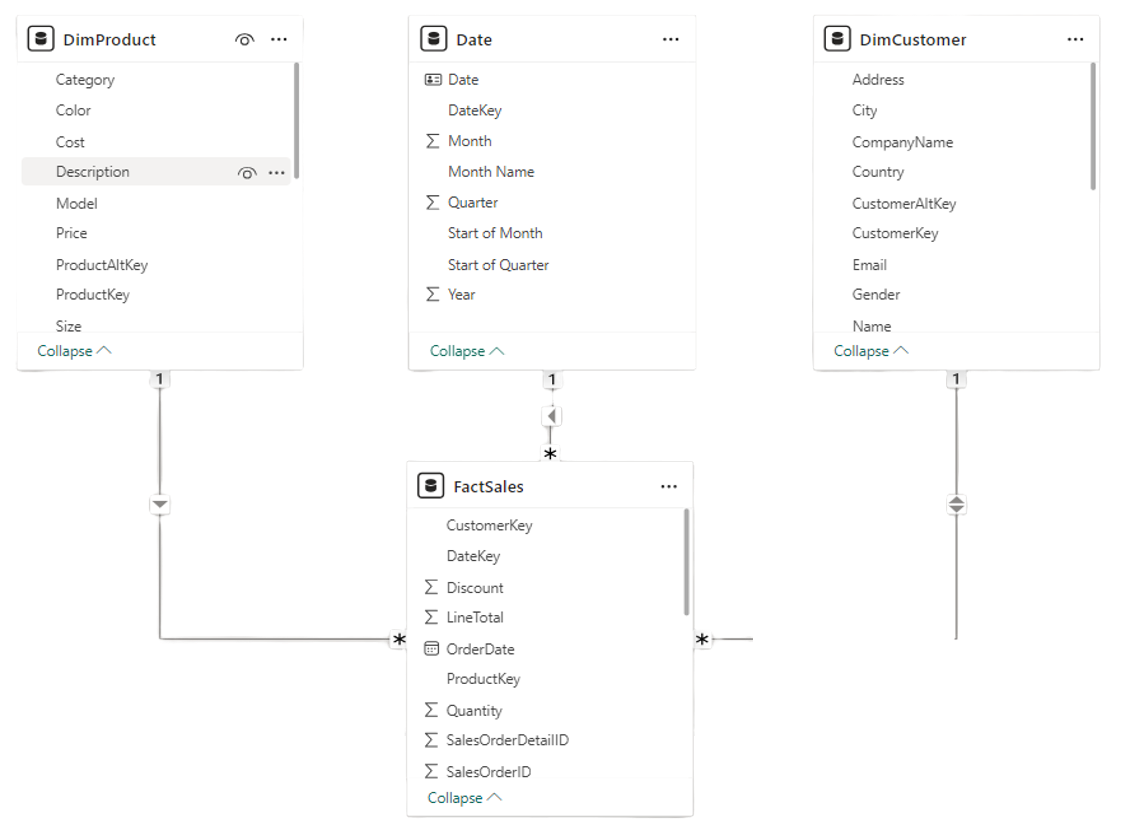 DimProduct
Category
Color
Cost
Description
Model
Price
ProductAltKey
ProductKey
Size
Collapse
1
Date
Date
DateKey
Month
Month Name
Quarter
Start of Month
Start of Quarter
Year
Collapse
1
*
DimCustomer
Address
City
CompanyName
Country
CustomerAltKey
CustomerKey
Email
Gender
Name
Collapse
1
FactSales
CustomerKey
DateKey
Discount
LineTotal
OrderDate
ProductKey
Quantity
SalesOrderDetailID
SalesOrderID
Collapse
*
*